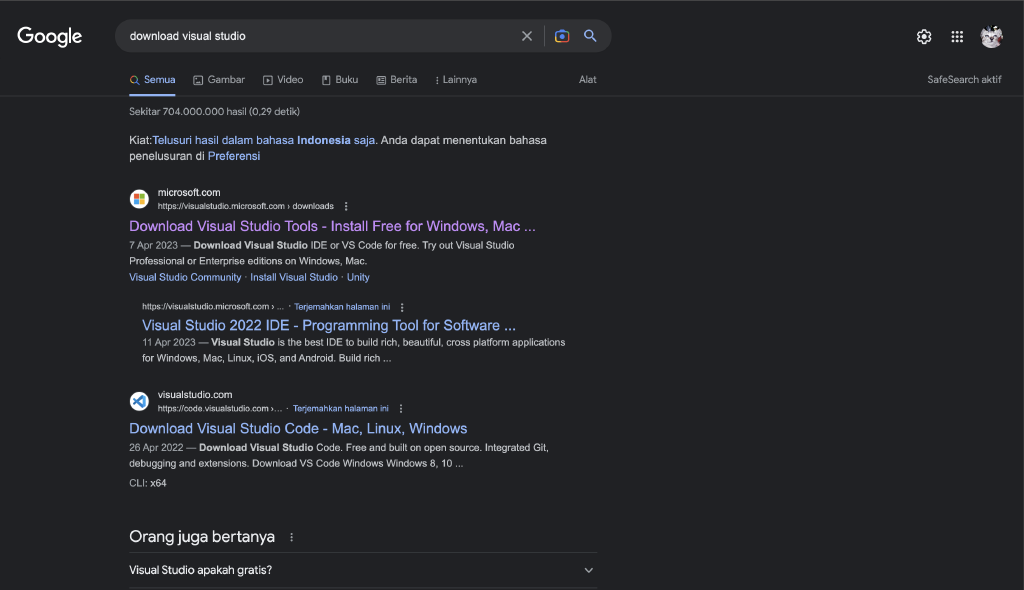 Google
download visual studio
Semua Gambar Video Buku Berita Lainnya Alat SafeSearch aktif
Sekitar 704.000.000 hasil (0,29 detik)
Kiat:Telusuri hasil dalam bahasa Indonesia saja. Anda dapat menentukan bahasa
penelusuran di Preferensi
microsoft.com
https://visualstudio.microsoft.com › downloads
Download Visual Studio Tools - Install Free for Windows, Mac ...
7 Apr 2023 — Download Visual Studio IDE or VS Code for free. Try out Visual Studio
Professional or Enterprise editions on Windows, Mac.
Visual Studio Community · Install Visual Studio · Unity
https://visualstudio.microsoft.com › ... · Terjemahkan halaman ini
Visual Studio 2022 IDE - Programming Tool for Software ...
11 Apr 2023 — Visual Studio is the best IDE to build rich, beautiful, cross platform applications
for Windows, Mac, Linux, iOS, and Android. Build rich ...
visualstudio.com
https://code.visualstudio.com ›... · Terjemahkan halaman ini
Download Visual Studio Code - Mac, Linux, Windows
26 Apr 2022 — Download Visual Studio Code. Free and built on open source. Integrated Git,
debugging and extensions. Download VS Code Windows Windows 8, 10 ...
CLI: x64
Orang juga bertanya
Visual Studio apakah gratis?